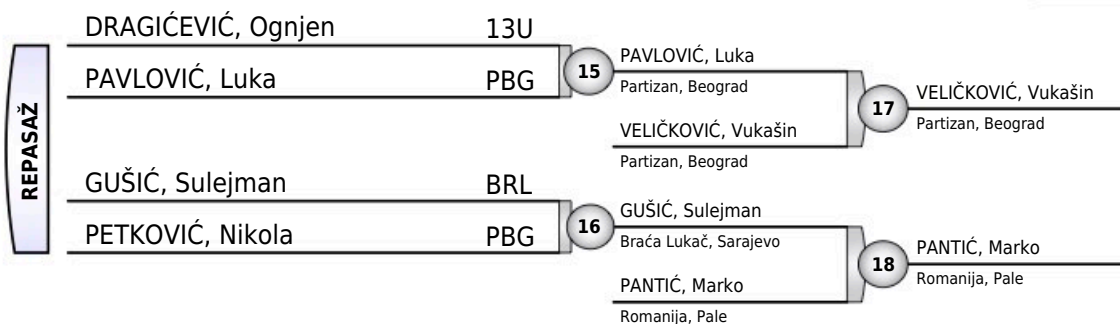 REPASAŽ
DRAGIĆEVIĆ, Ognjen 13U
PAVLOVIĆ, Luka PBG
15
PAVLOVIĆ, Luka
Partizan, Beograd
VELIČKOVIĆ, Vukašin
Partizan, Beograd
17
VELIČKOVIĆ, Vukašin
Partizan, Beograd
GUŠIĆ, Sulejman BRL
PETKOVIĆ, Nikola PBG
16
GUŠIĆ, Sulejman
Braća Lukač, Sarajevo
PANTIĆ, Marko
Romanija, Pale
18
PANTIĆ, Marko
Romanija, Pale